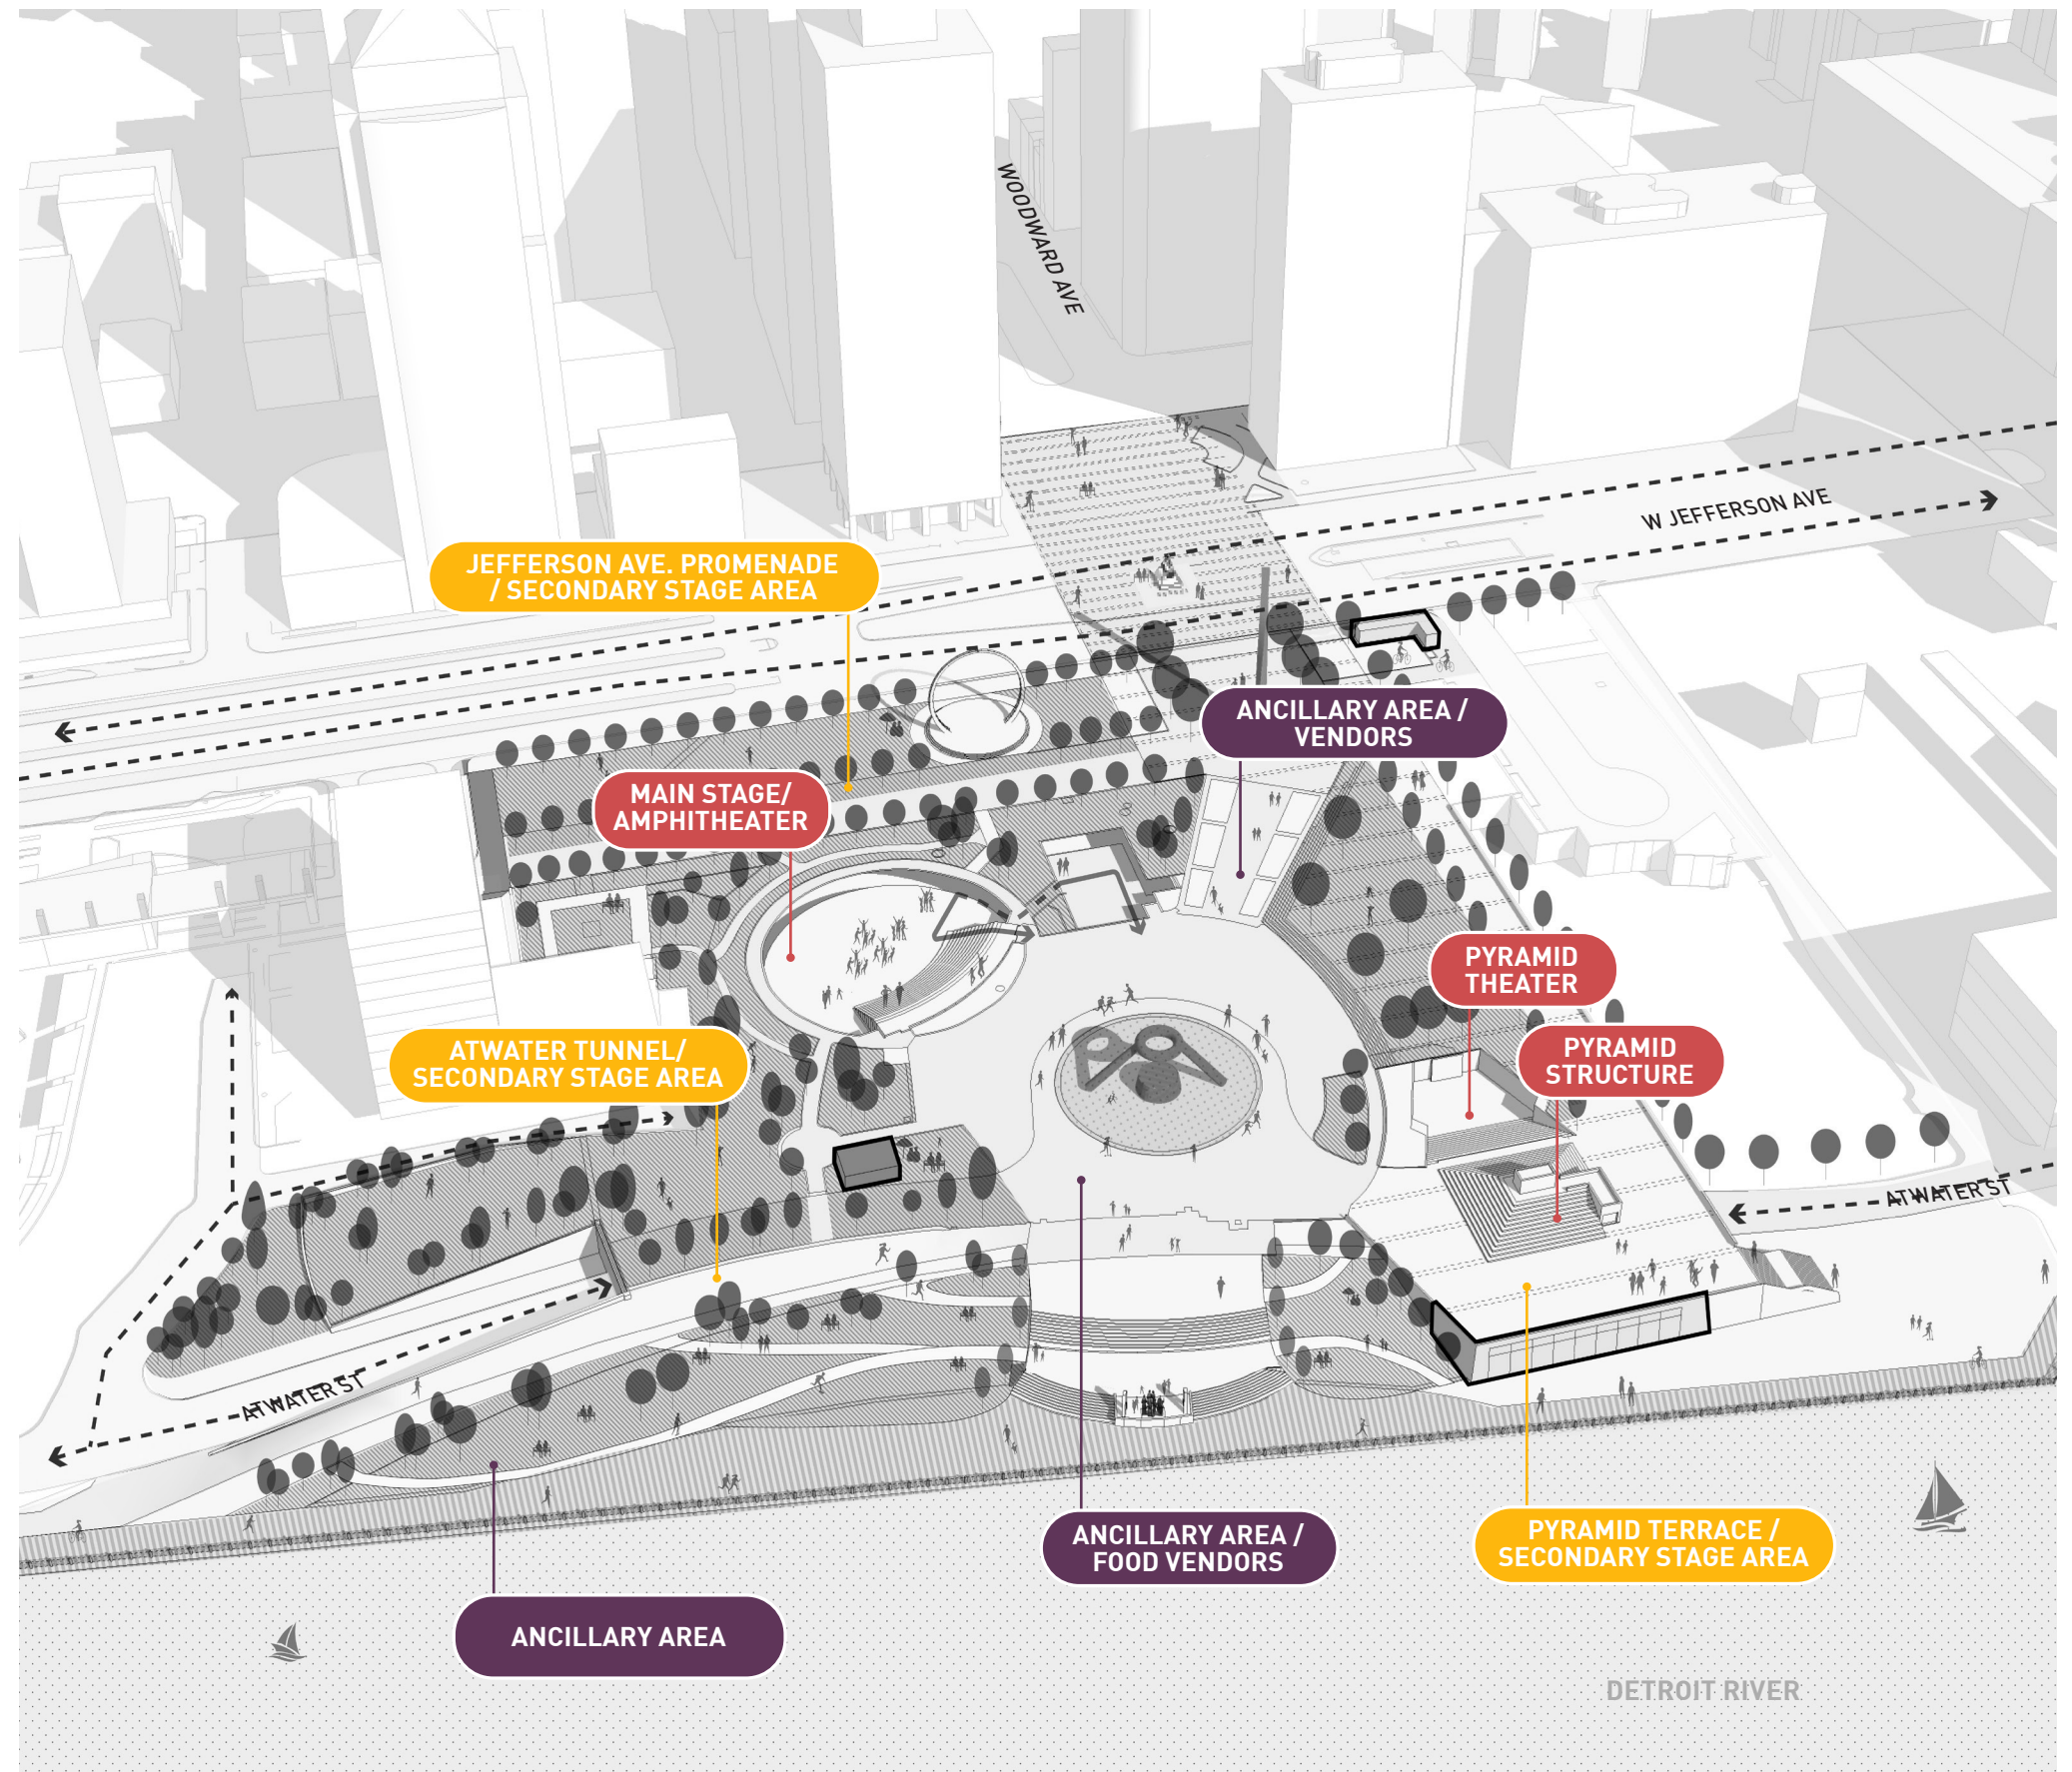 WOODWARD AVE
W JEFFERSON AVE
JEFFERSON AVE. PROMENADE
/ SECONDARY STAGE AREA
ANCILLARY AREA /
VENDORS
MAIN STAGE/
AMPHITHEATER
PYRAMID
THEATER
PYRAMID
STRUCTURE
ATWATER TUNNEL/
SECONDARY STAGE AREA
ATWATER ST
ATWATER ST
ANCILLARY AREA /
FOOD VENDORS
PYRAMID TERRACE /
SECONDARY STAGE AREA
ANCILLARY AREA
DETROIT RIVER